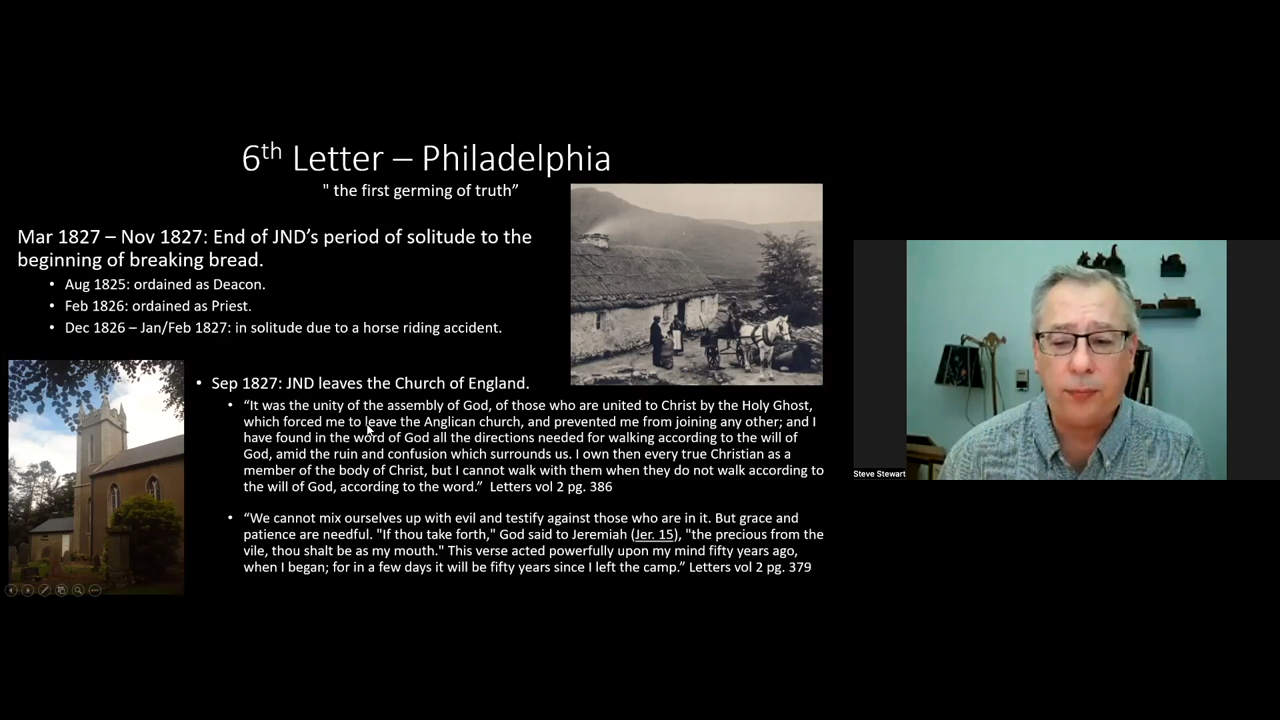 6th Letter – Philadelphia
" the first germing of truth”
Mar 1827 – Nov 1827: End of JND’s period of solitude to the
beginning of breaking bread.
• Aug 1825: ordained as Deacon.
• Feb 1826: ordained as Priest.
• Dec 1826 – Jan/Feb 1827: in solitude due to a horse riding accident.
• Sep 1827: JND leaves the Church of England.
• “It was the unity of the assembly of God, of those who are united to Christ by the Holy Ghost,
which forced me to leave the Anglican church, and prevented me from joining any other; and I
have found in the word of God all the directions needed for walking according to the will of
God, amid the ruin and confusion which surrounds us. I own then every true Christian as a
member of the body of Christ, but I cannot walk with them when they do not walk according to
the will of God, according to the word.” Letters vol 2 pg. 386
• “We cannot mix ourselves up with evil and testify against those who are in it. But grace and
patience are needful. "If thou take forth," God said to Jeremiah (Jer. 15), "the precious from the
vile, thou shalt be as my mouth." This verse acted powerfully upon my mind fifty years ago,
when I began; for in a few days it will be fifty years since I left the camp.” Letters vol 2 pg. 379
Steve Stewart